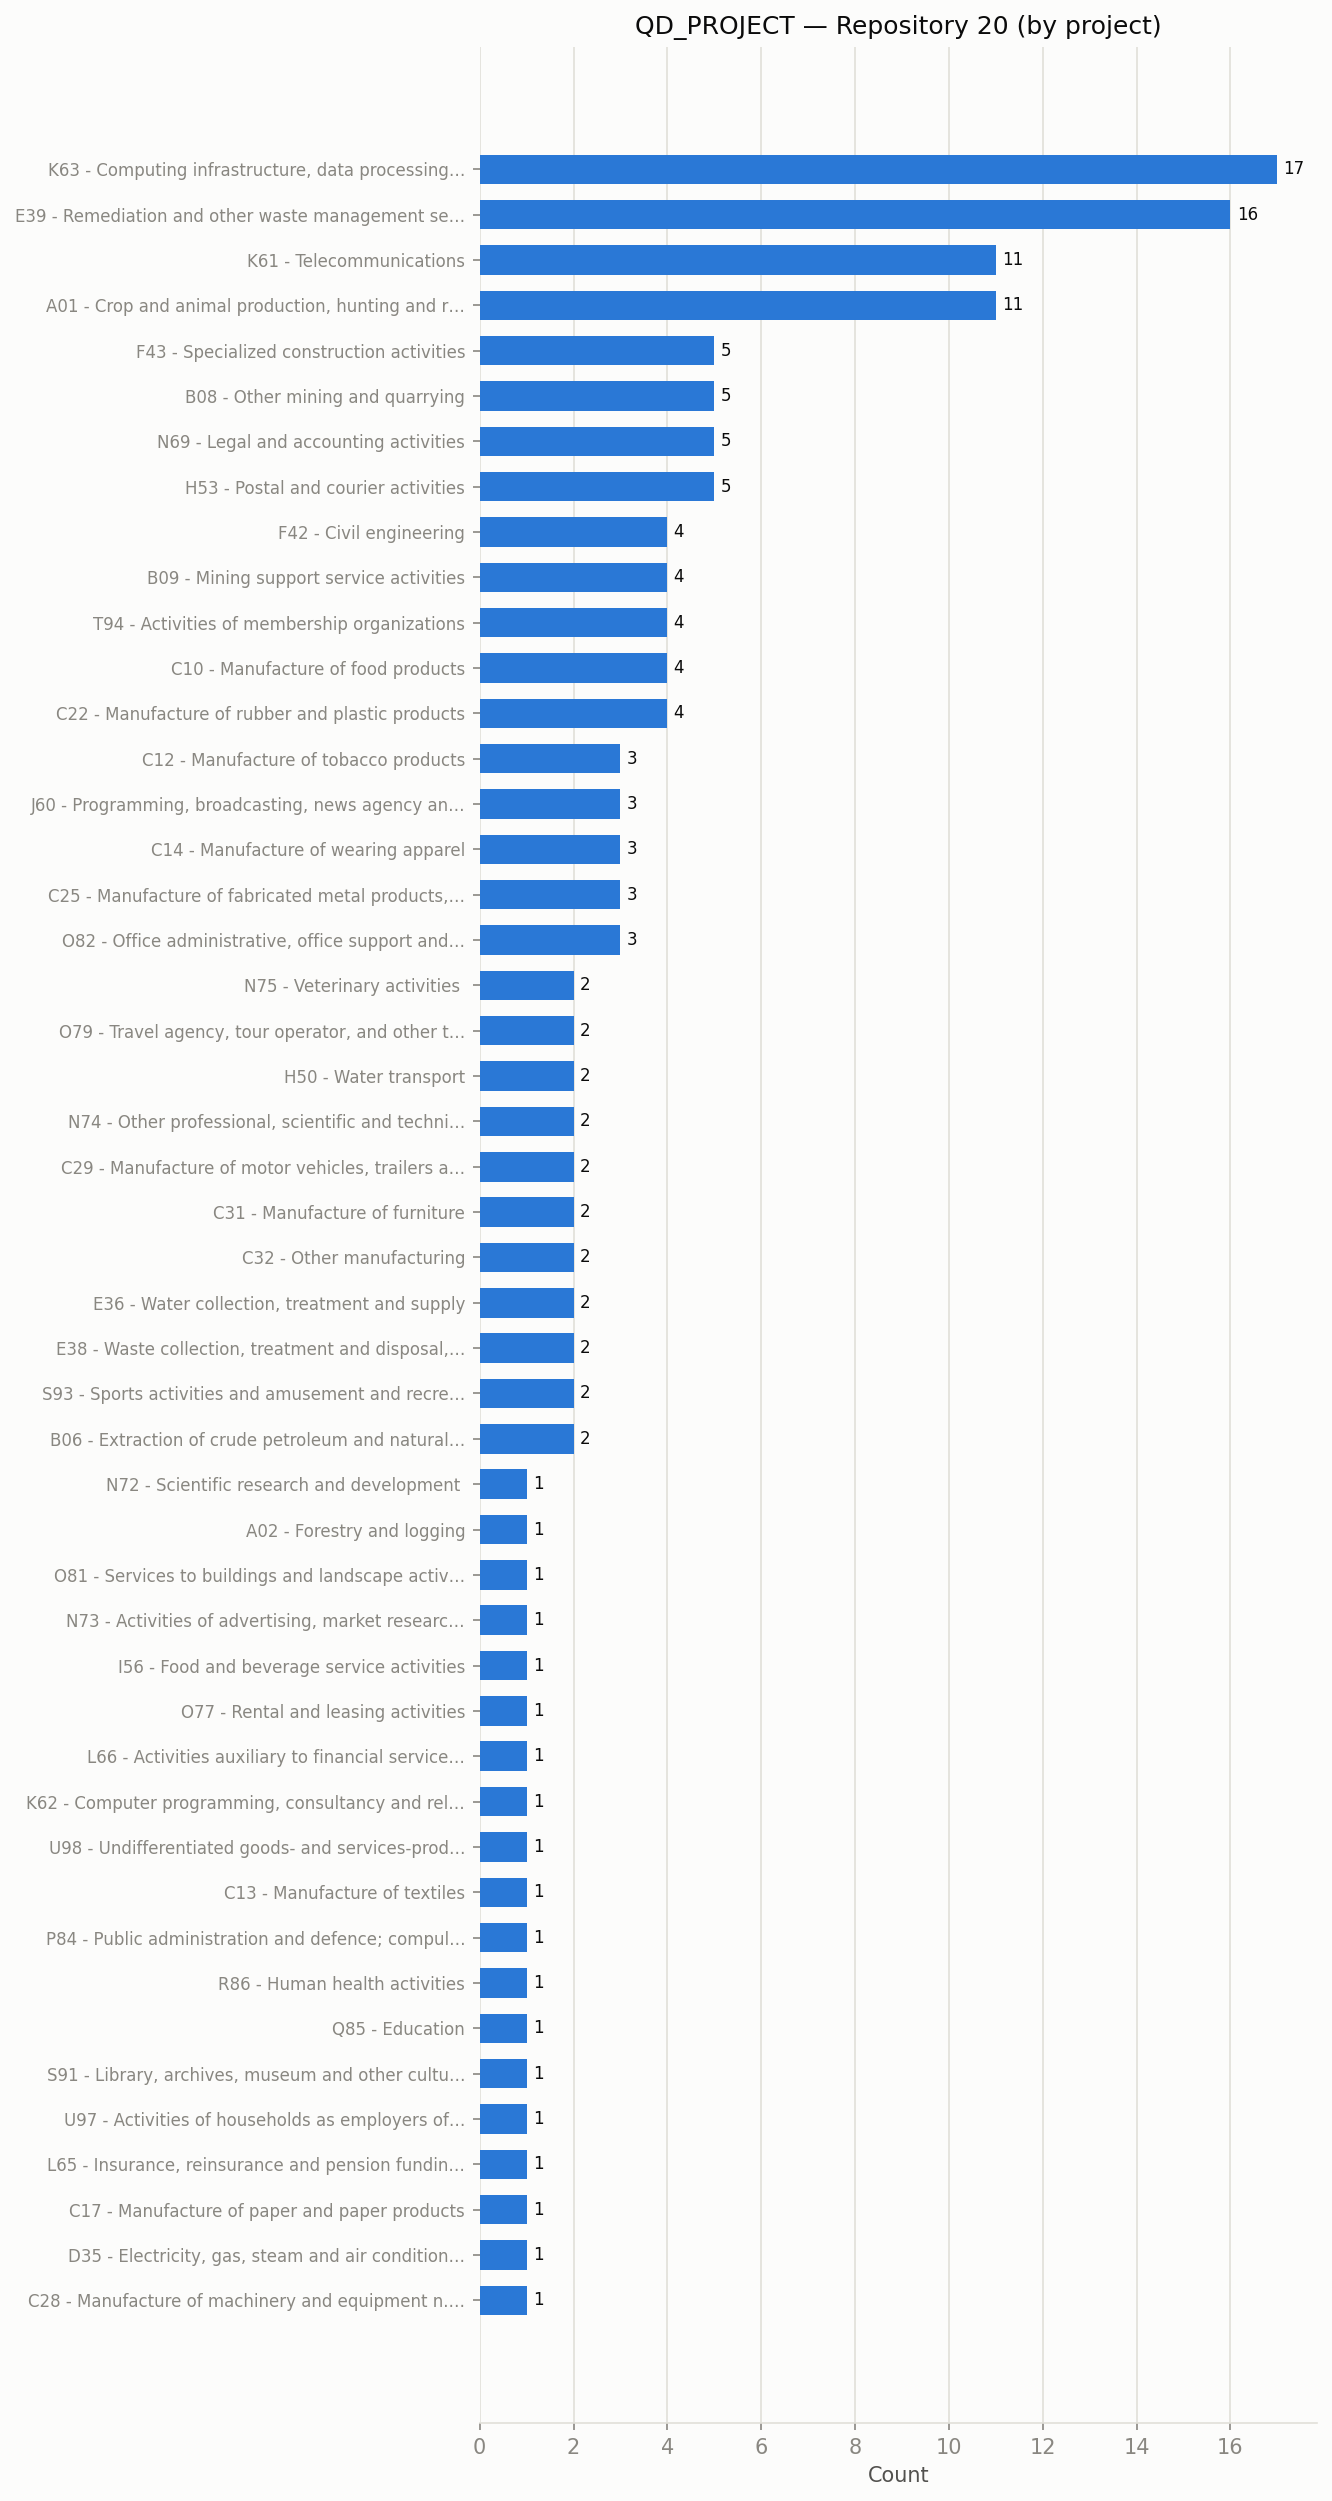 QD_PROJECT — Repository 20 (by project)
K63 - Computing infrastructure, data processing… 17
E39 - Remediation and other waste management se… 16
K61 - Telecommunications 11
A01 - Crop and animal production, hunting and r… 11
F43 - Specialized construction activities 5
B08 - Other mining and quarrying 5
N69 - Legal and accounting activities 5
H53 - Postal and courier activities 5
F42 - Civil engineering 4
B09 - Mining support service activities 4
T94 - Activities of membership organizations 4
C10 - Manufacture of food products 4
C22 - Manufacture of rubber and plastic products 4
C12 - Manufacture of tobacco products 3
J60 - Programming, broadcasting, news agency an… 3
C14 - Manufacture of wearing apparel 3
C25 - Manufacture of fabricated metal products,… 3
O82 - Office administrative, office support and… 3
N75 - Veterinary activities 2
O79 - Travel agency, tour operator, and other t… 2
H50 - Water transport 2
N74 - Other professional, scientific and techni… 2
C29 - Manufacture of motor vehicles, trailers a… 2
C31 - Manufacture of furniture 2
C32 - Other manufacturing 2
E36 - Water collection, treatment and supply 2
E38 - Waste collection, treatment and disposal,… 2
S93 - Sports activities and amusement and recre… 2
B06 - Extraction of crude petroleum and natural… 2
N72 - Scientific research and development 1
A02 - Forestry and logging 1
O81 - Services to buildings and landscape activ… 1
N73 - Activities of advertising, market researc… 1
I56 - Food and beverage service activities 1
O77 - Rental and leasing activities 1
L66 - Activities auxiliary to financial service… 1
K62 - Computer programming, consultancy and rel… 1
U98 - Undifferentiated goods- and services-prod… 1
C13 - Manufacture of textiles 1
P84 - Public administration and defence; compul… 1
R86 - Human health activities 1
Q85 - Education 1
S91 - Library, archives, museum and other cultu… 1
U97 - Activities of households as employers of… 1
L65 - Insurance, reinsurance and pension fundin… 1
C17 - Manufacture of paper and paper products 1
D35 - Electricity, gas, steam and air condition… 1
C28 - Manufacture of machinery and equipment n.… 1
0 2 4 6 8 10 12 14 16
Count